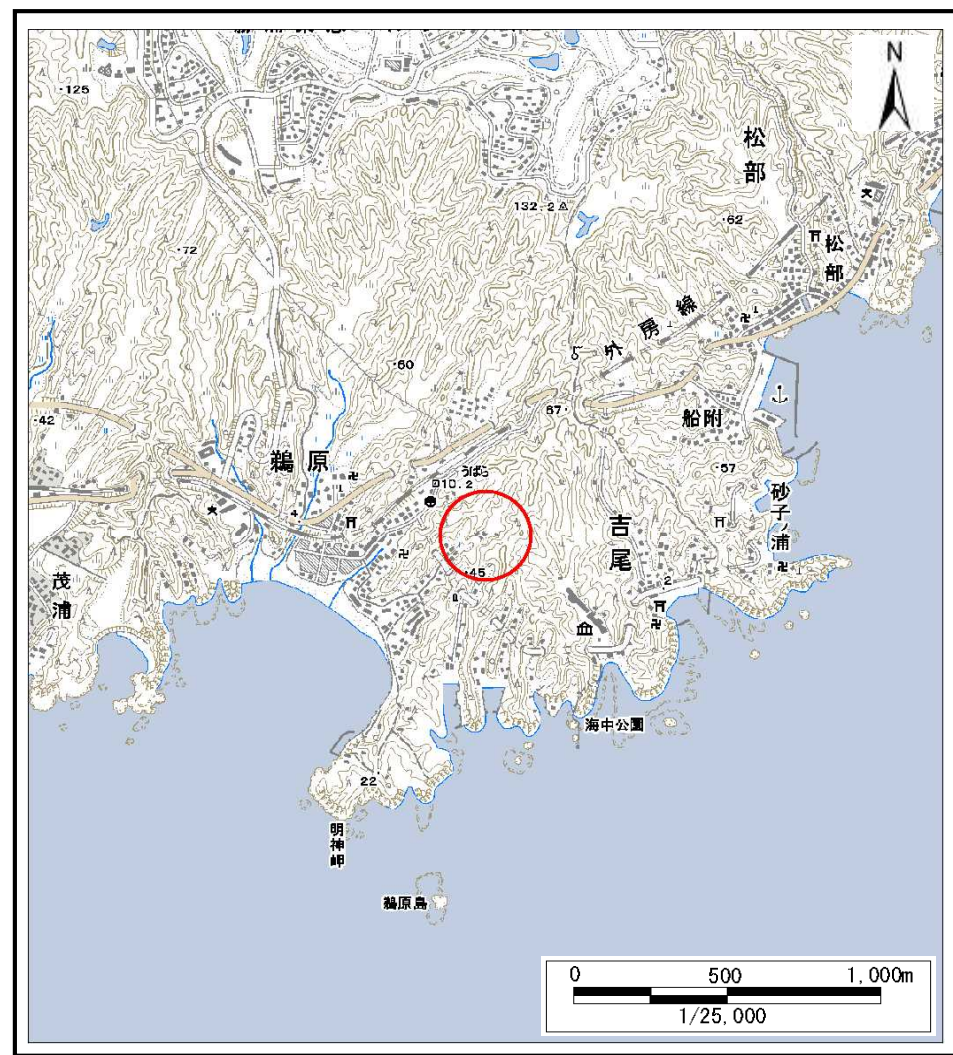 N
・125
松部
132.2
・62
松部
・72
外房線
・60
67・
・42
船附
鵜原
うばら
10.2
・57
砂子ノ浦
4
吉尾
・45
2
茂浦
海中公園
22
明神岬
鵜原島
0 500 1,000m
1/25,000